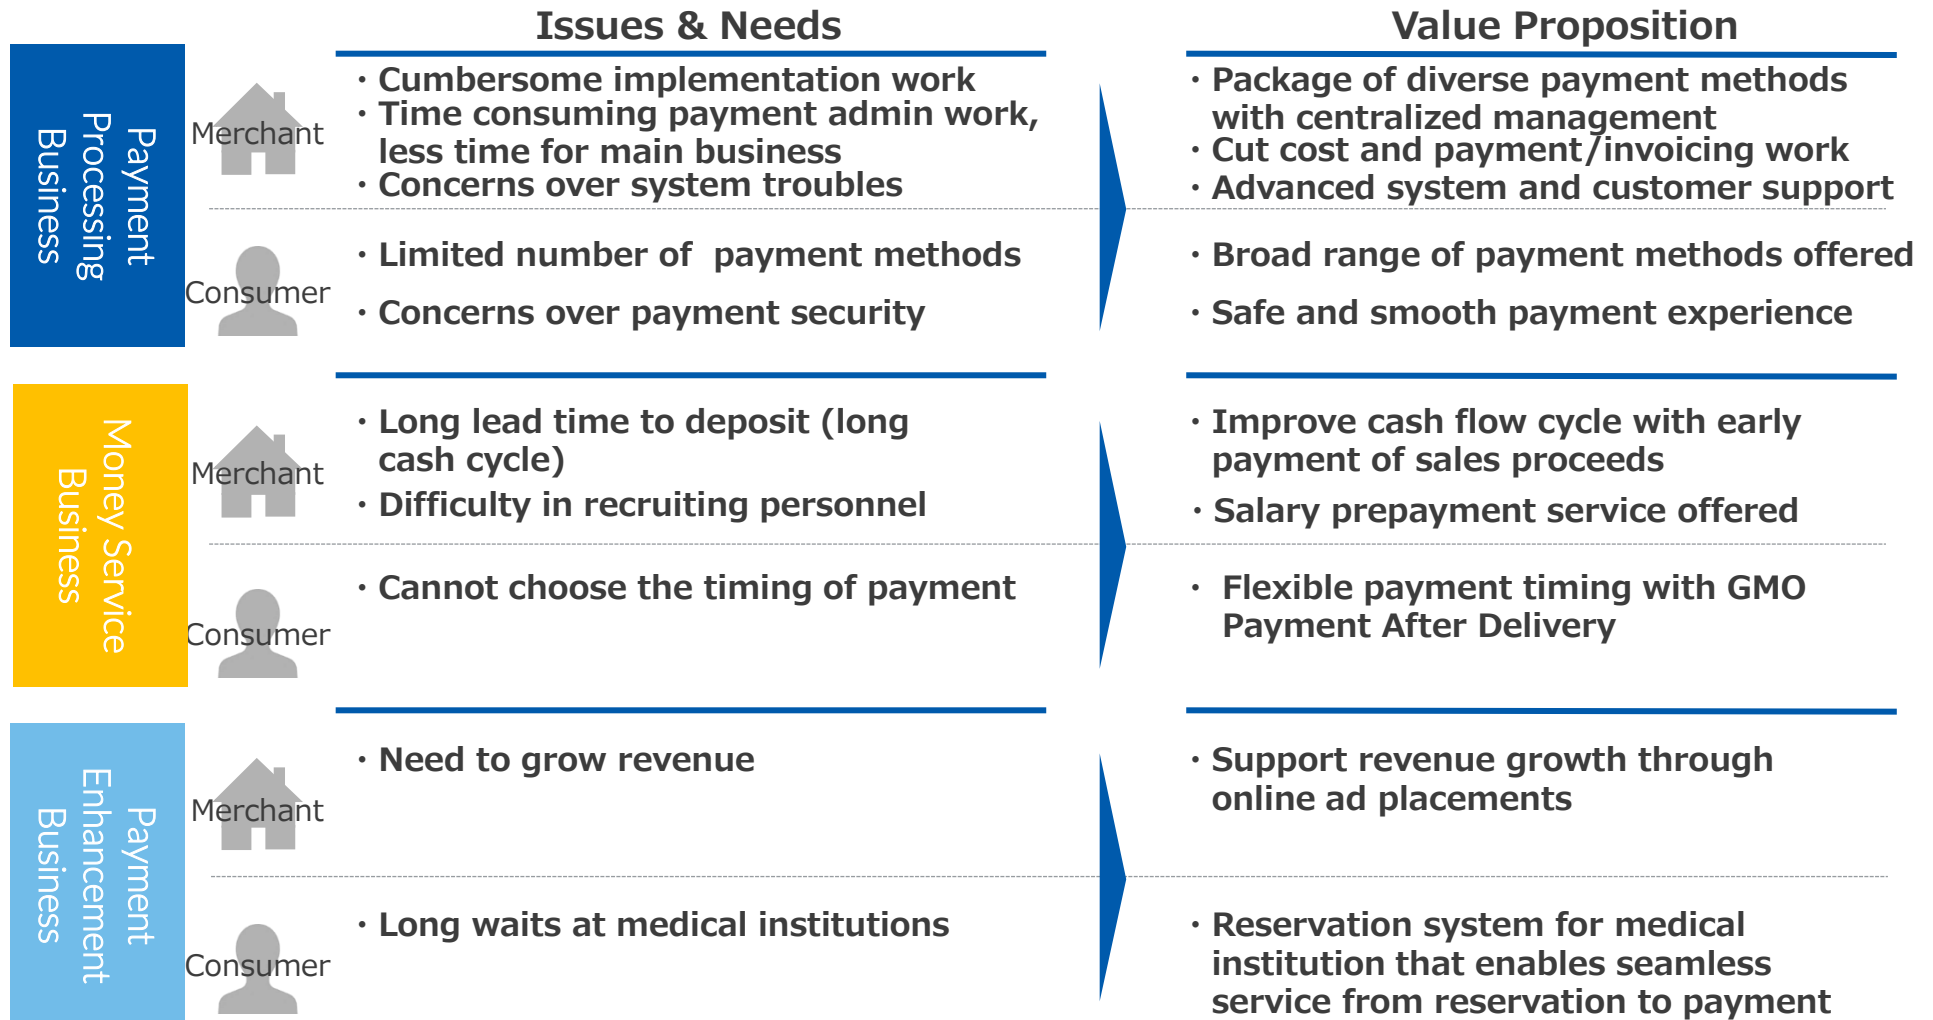 Issues & Needs
Value Proposition
Payment
Processing
Business
Merchant
・Cumbersome implementation work
・Time consuming payment admin work,
less time for main business
・Concerns over system troubles
・Package of diverse payment methods
with centralized management
・Cut cost and payment/invoicing work
・Advanced system and customer support
Consumer
・Limited number of payment methods
・Concerns over payment security
・Broad range of payment methods offered
・Safe and smooth payment experience
Money Service
Business
Merchant
・Long lead time to deposit (long
cash cycle)
・Difficulty in recruiting personnel
・Improve cash flow cycle with early
payment of sales proceeds
・Salary prepayment service offered
Consumer
・Cannot choose the timing of payment
・ Flexible payment timing with GMO
Payment After Delivery
Payment
Enhancement
Business
Merchant
・Need to grow revenue
・Support revenue growth through
online ad placements
Consumer
・Long waits at medical institutions
・Reservation system for medical
institution that enables seamless
service from reservation to payment